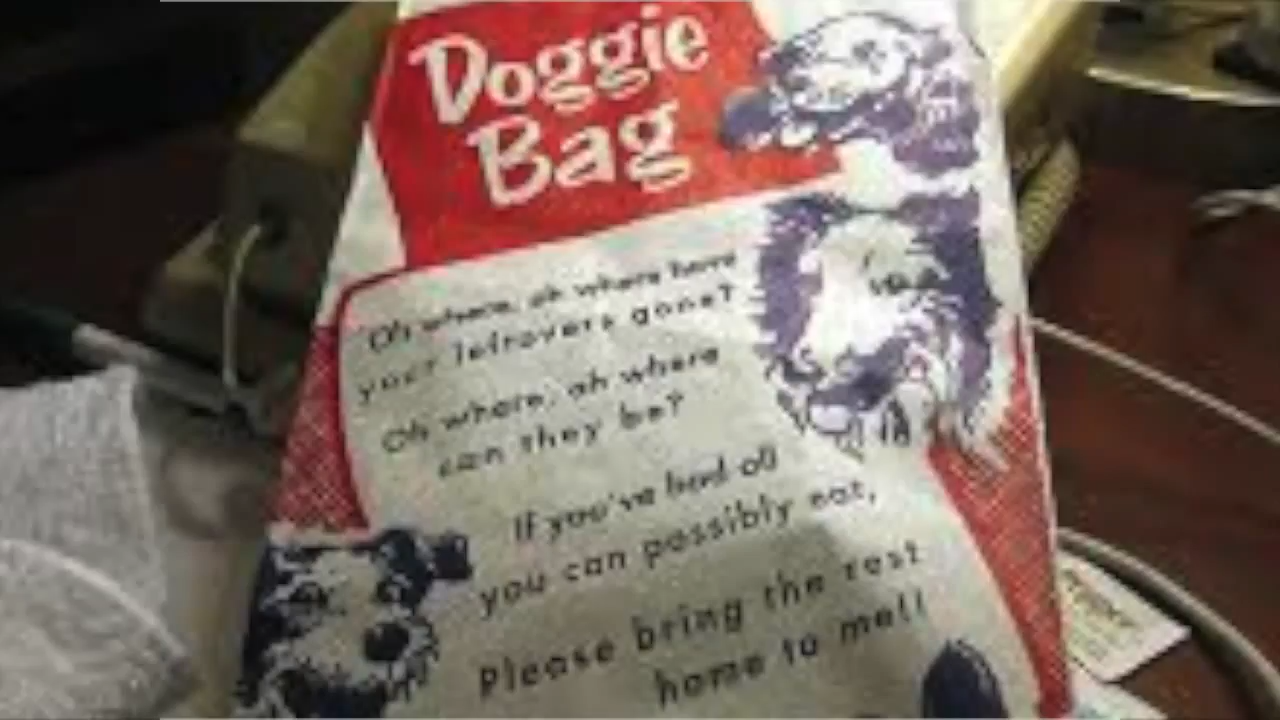 Doggie
Bag
"Oh where, oh where have
your leftovers gone?
Oh where, oh where
can they be?
If you've had all
you can possibly eat,
Please bring the rest
home to me!!